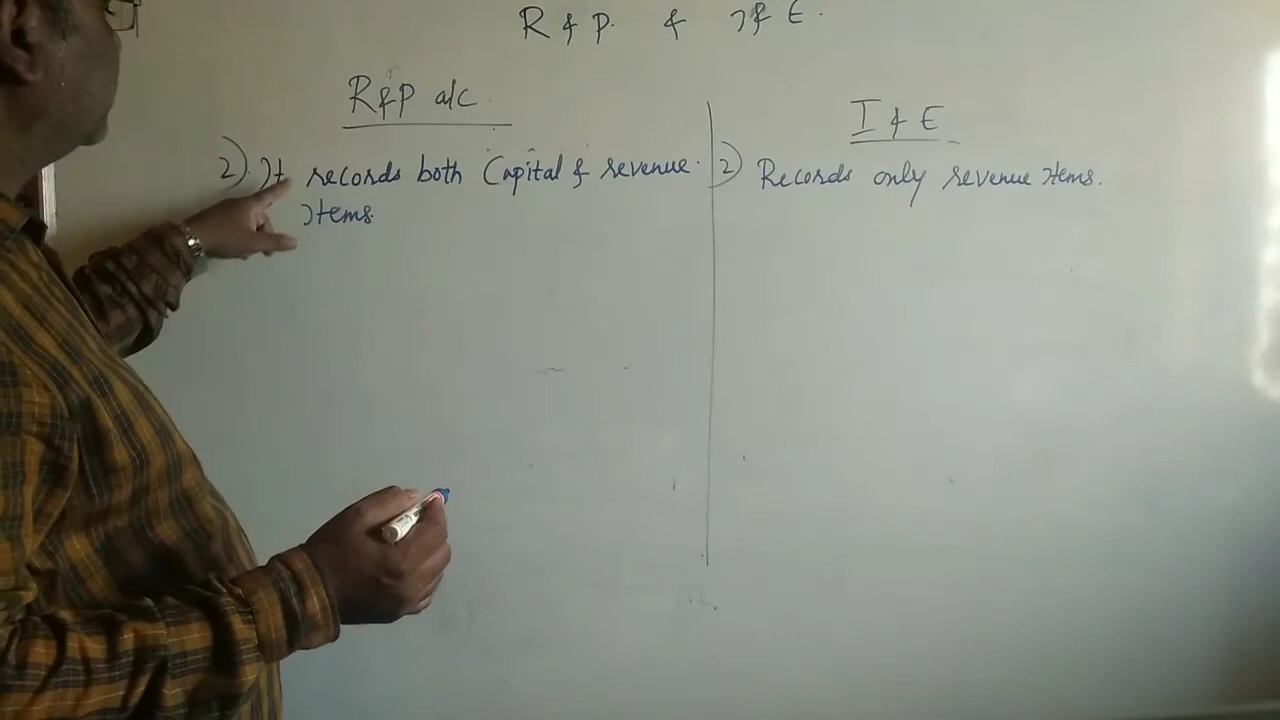 R & P. & I & E.
R & P a/c.
I & E
2). It records both Capital & revenue.
Items.
2) Records only revenue Items.